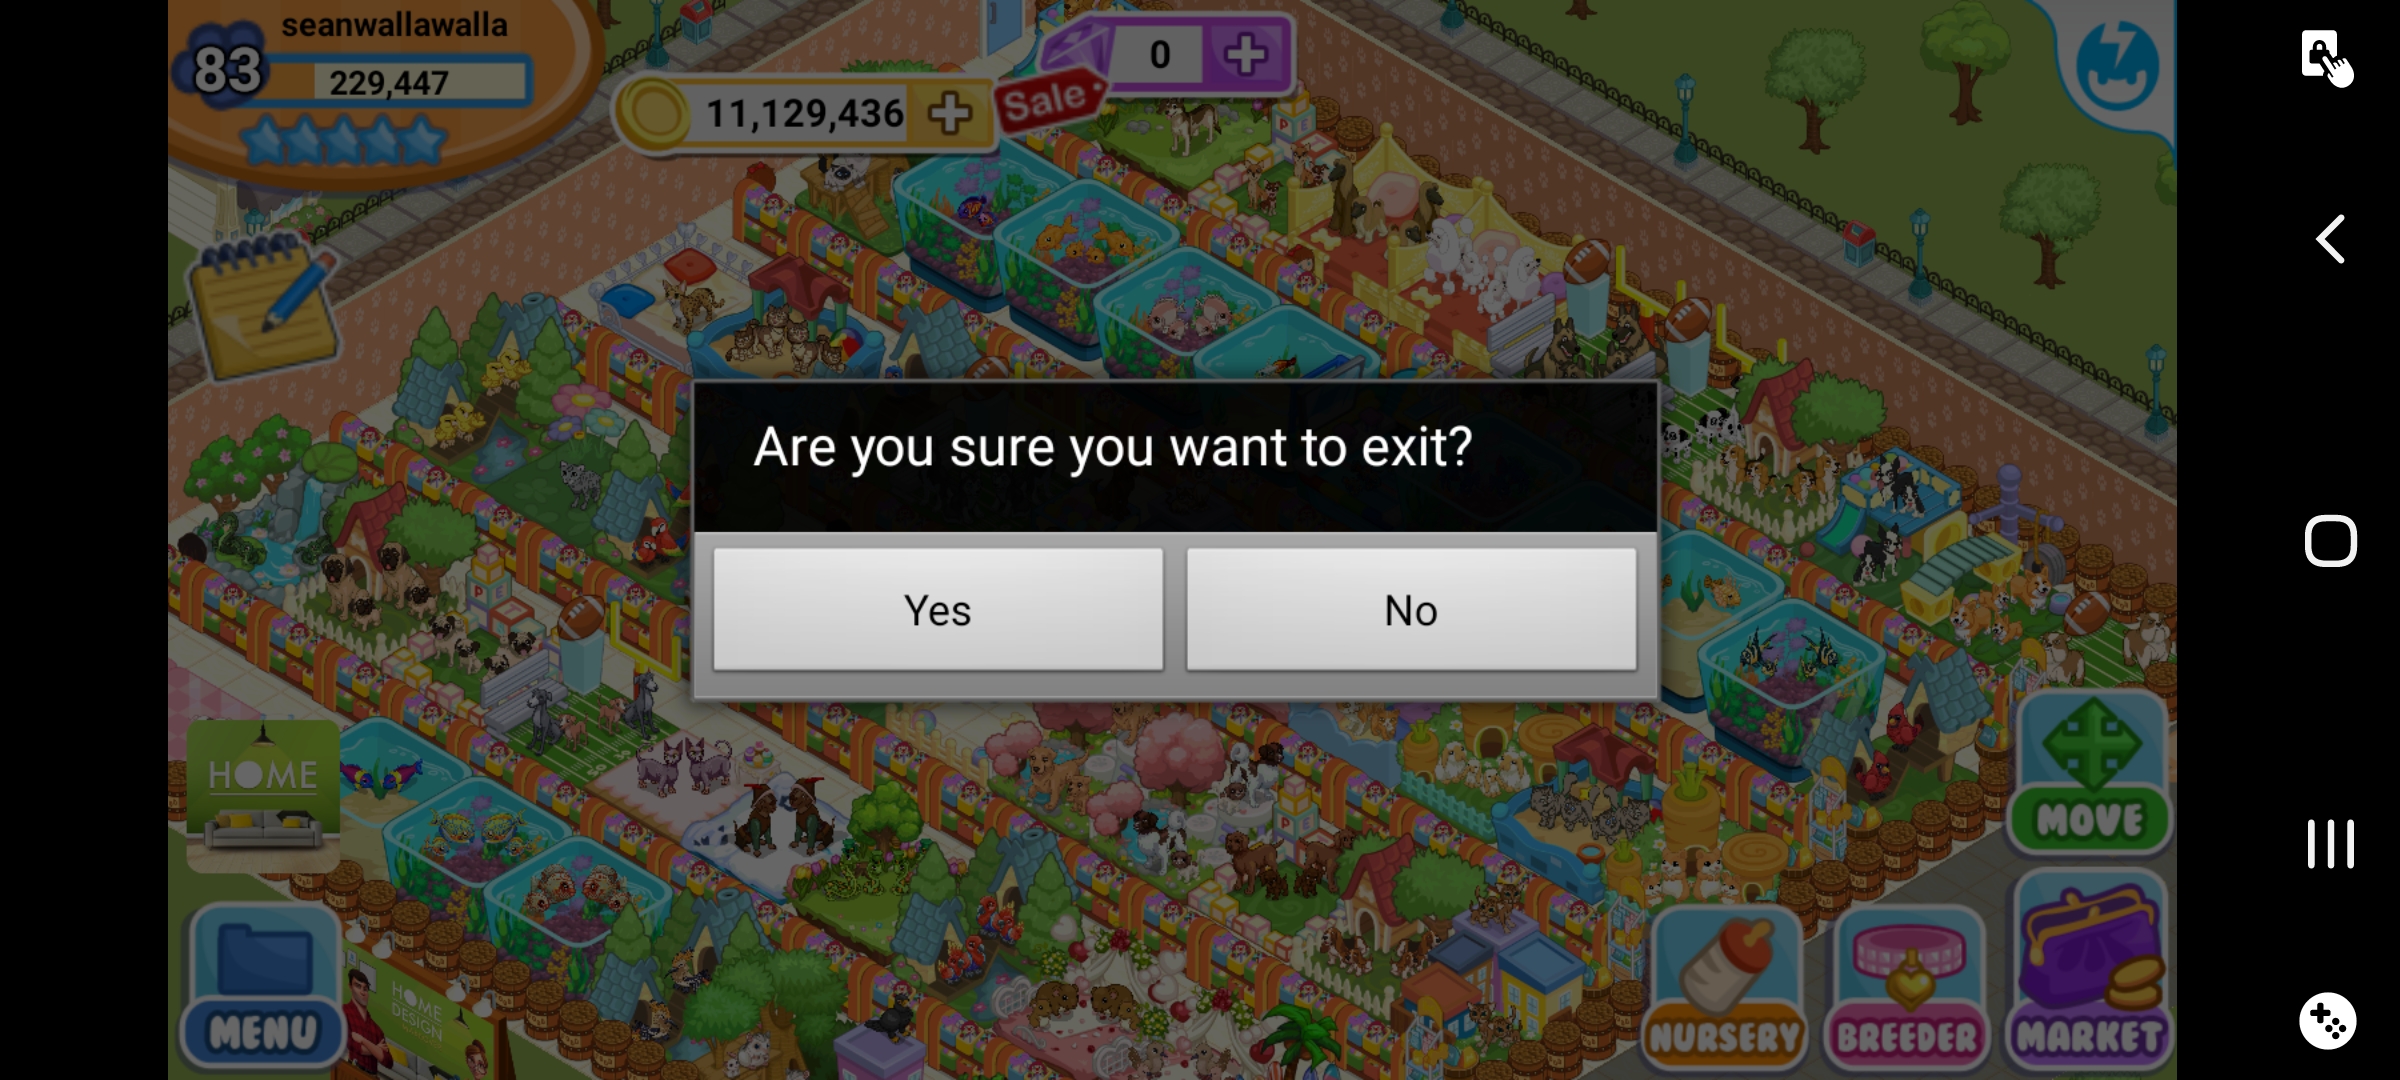 seanwallawalla
83
229,447
0
11,129,436
Sale
Are you sure you want to exit?
Yes
No
HOME
MOVE
HOME
DESIGN
MENU
NURSERY
BREEDER
MARKET